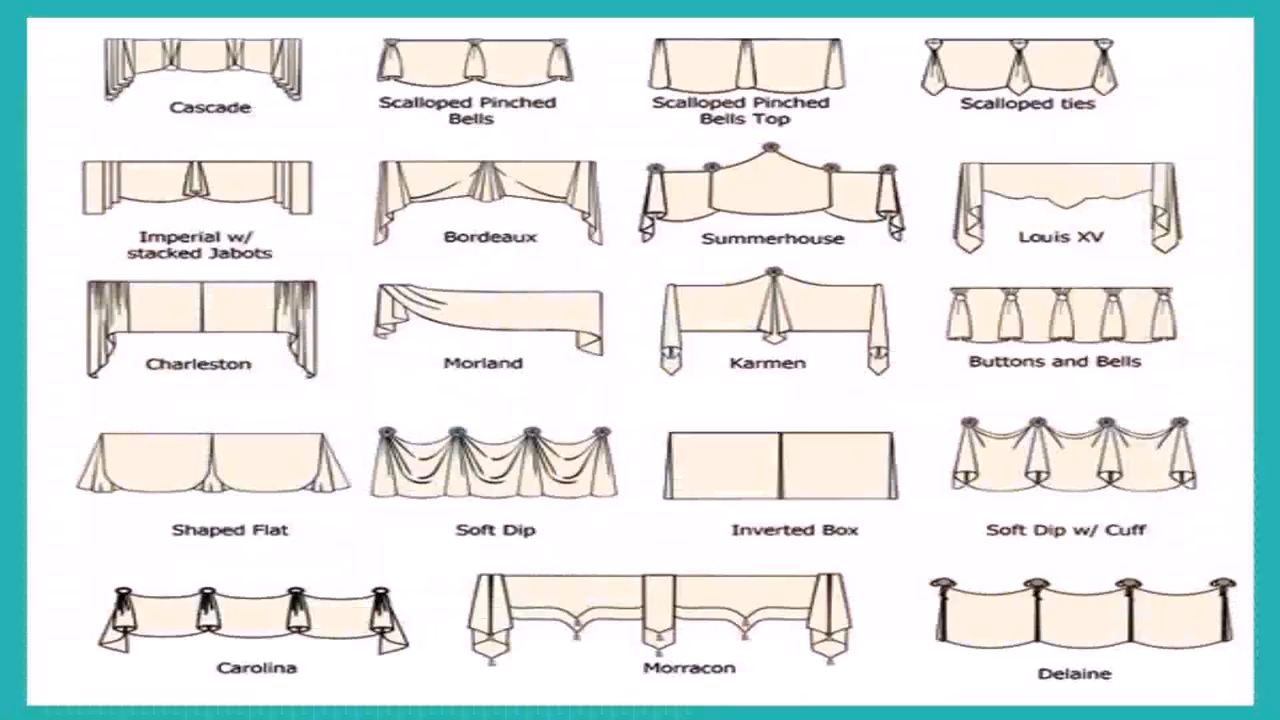 Cascade
Scalloped Pinched
Bells
Scalloped Pinched
Bells Top
Scalloped ties
Imperial w/
stacked Jabots
Bordeaux
Summerhouse
Louis XV
Charleston
Morland
Karmen
Buttons and Bells
Shaped Flat
Soft Dip
Inverted Box
Soft Dip w/ Cuff
Carolina
Morracon
Delaine